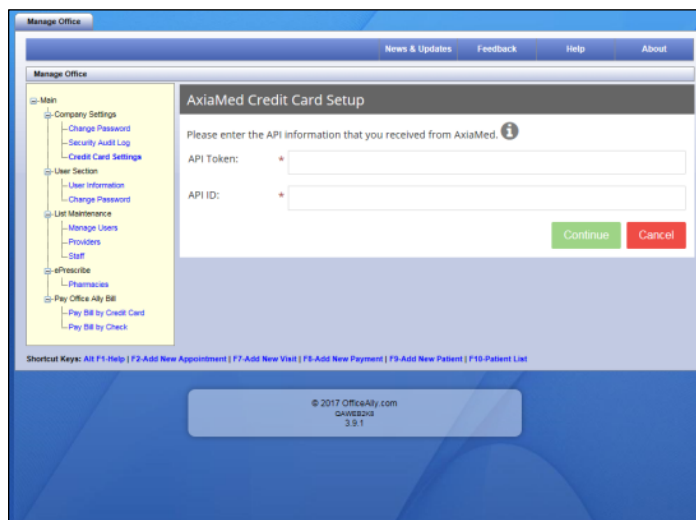 Manage Office
News & Updates Feedback Help About
Manage Office
Main
Company Settings
Change Password
Security Audit Log
Credit Card Settings
User Section
User Information
Change Password
List Maintenance
Manage Users
Providers
Staff
ePrescribe
Pharmacies
Pay Office Ally Bill
Pay Bill by Credit Card
Pay Bill by Check
AxiaMed Credit Card Setup
Please enter the API information that you received from AxiaMed.
API Token: *
API ID: *
Continue Cancel
Shortcut Keys: Alt F1-Help | F2-Add New Appointment | F7-Add New Visit | F8-Add New Payment | F9-Add New Patient | F10-Patient List
© 2017 OfficeAlly.com
QAWEB2K8
3.9.1